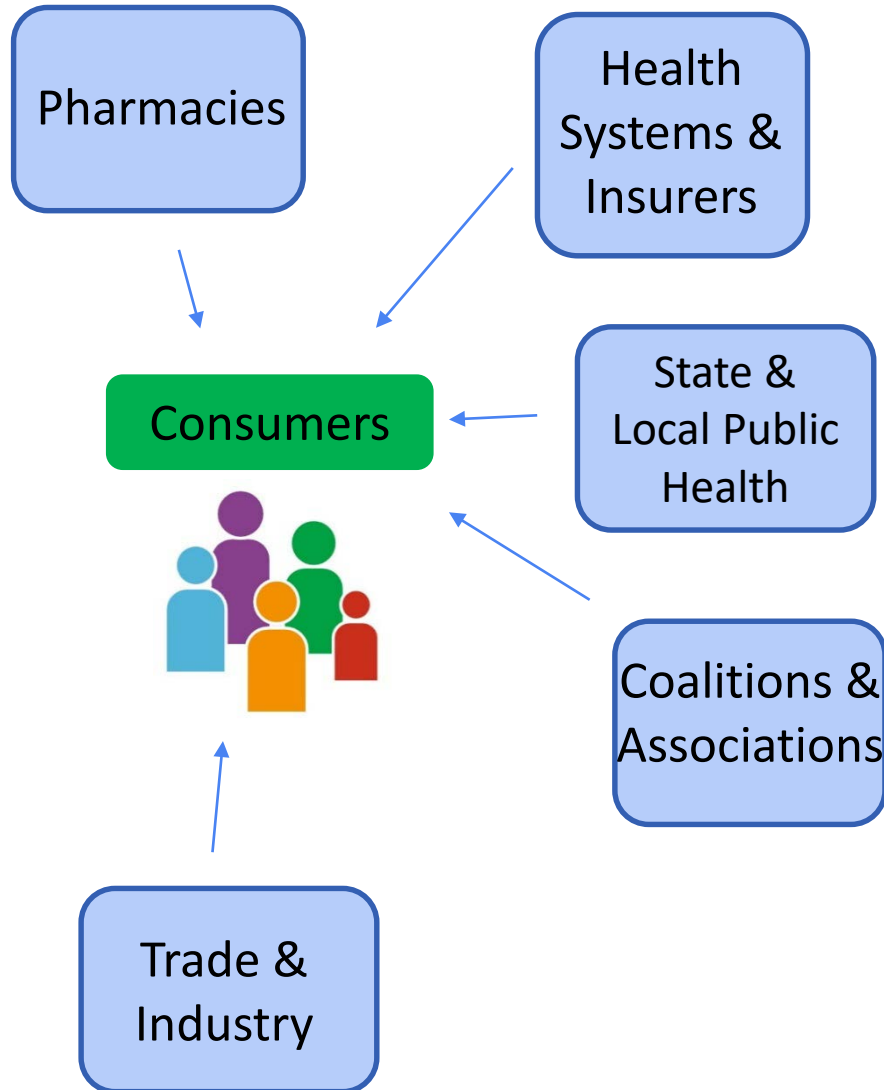 Pharmacies
Health
Systems &
Insurers
Consumers
State &
Local Public
Health
Coalitions &
Associations
Trade &
Industry